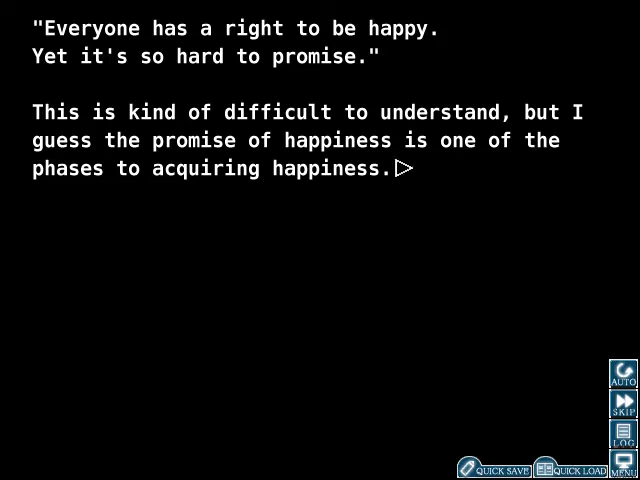 "Everyone has a right to be happy.
Yet it's so hard to promise."
This is kind of difficult to understand, but I
guess the promise of happiness is one of the
phases to acquiring happiness.
AUTO
SKIP
LOG
QUICK SAVE
QUICK LOAD
MENU